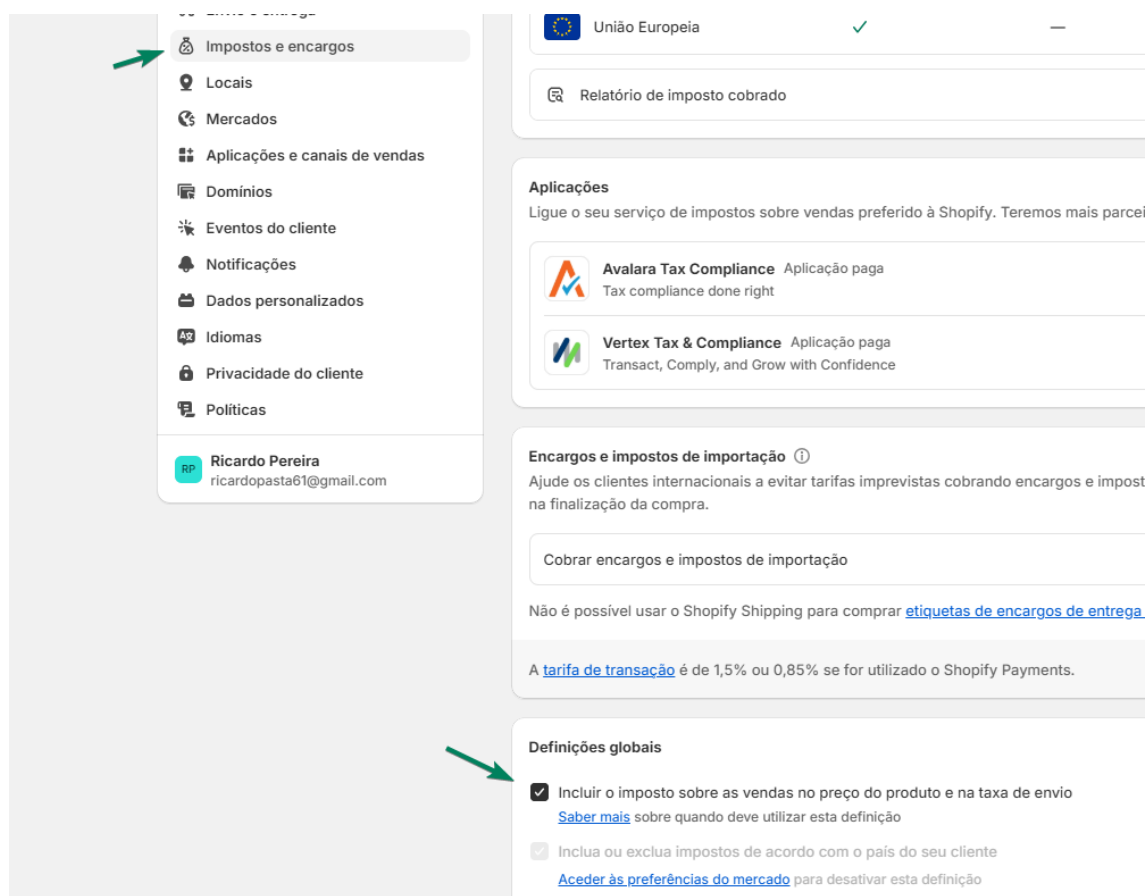 Envio e entrega
Impostos e encargos
Locais
Mercados
Aplicações e canais de vendas
Domínios
Eventos do cliente
Notificações
Dados personalizados
Idiomas
Privacidade do cliente
Políticas
RP
Ricardo Pereira
ricardopasta61@gmail.com
União Europeia
Relatório de imposto cobrado
Aplicações
Ligue o seu serviço de impostos sobre vendas preferido à Shopify. Teremos mais parcei
Avalara Tax Compliance Aplicação paga
Tax compliance done right
Vertex Tax & Compliance Aplicação paga
Transact, Comply, and Grow with Confidence
Encargos e impostos de importação
Ajude os clientes internacionais a evitar tarifas imprevistas cobrando encargos e impost
na finalização da compra.
Cobrar encargos e impostos de importação
Não é possível usar o Shopify Shipping para comprar etiquetas de encargos de entrega
A tarifa de transação é de 1,5% ou 0,85% se for utilizado o Shopify Payments.
Definições globais
Incluir o imposto sobre as vendas no preço do produto e na taxa de envio
Saber mais sobre quando deve utilizar esta definição
Inclua ou exclua impostos de acordo com o país do seu cliente
Aceder às preferências do mercado para desativar esta definição